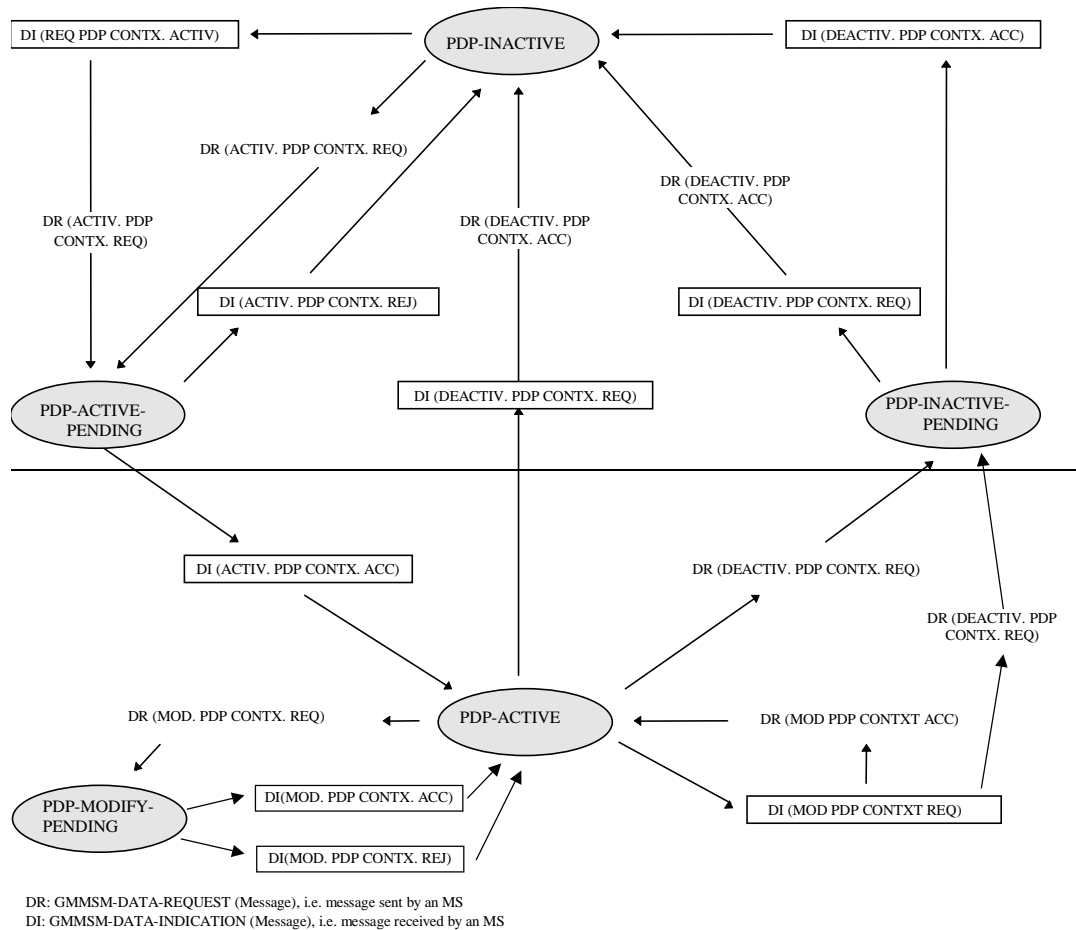 DI (REQ PDP CONTX. ACTIV)
PDP-INACTIVE
DI (DEACTIV. PDP CONTX. ACC)
DR (ACTIV. PDP CONTX. REQ)
DR (DEACTIV. PDP
CONTX. ACC)
DR (ACTIV. PDP
CONTX. REQ)
DR (DEACTIV. PDP
CONTX. ACC)
DI (ACTIV. PDP CONTX. REJ)
DI (DEACTIV. PDP CONTX. REQ)
PDP-ACTIVE-
PENDING
DI (DEACTIV. PDP CONTX. REQ)
PDP-INACTIVE-
PENDING
DI (ACTIV. PDP CONTX. ACC)
DR (DEACTIV. PDP CONTX. REQ)
DR (DEACTIV. PDP
CONTX. REQ)
DR (MOD. PDP CONTX. REQ)
PDP-ACTIVE
DR (MOD PDP CONTXT ACC)
PDP-MODIFY-
PENDING
DI(MOD. PDP CONTX. ACC)
DI (MOD PDP CONTXT REQ)
DI(MOD. PDP CONTX. REJ)
DR: GMMSM-DATA-REQUEST (Message), i.e. message sent by an MS
DI: GMMSM-DATA-INDICATION (Message), i.e. message received by an MS